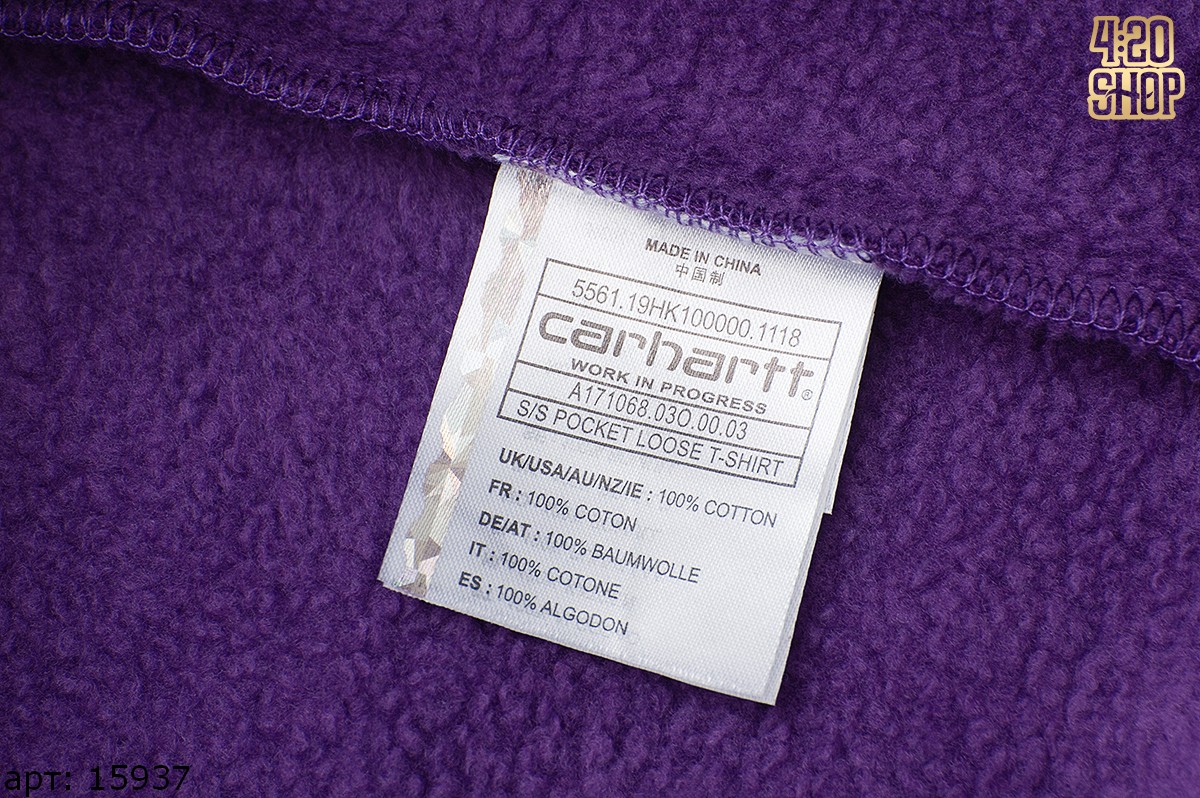 4:20
SHOP
MADE IN CHINA
中国制
5561.19HK100000.1118
carhartt®
WORK IN PROGRESS
A171068.03O.00.03
S/S POCKET LOOSE T-SHIRT
UK/USA/AU/NZ/IE : 100% COTTON
FR : 100% COTON
DE/AT : 100% BAUMWOLLE
IT : 100% COTONE
ES : 100% ALGODON
арт: 15937